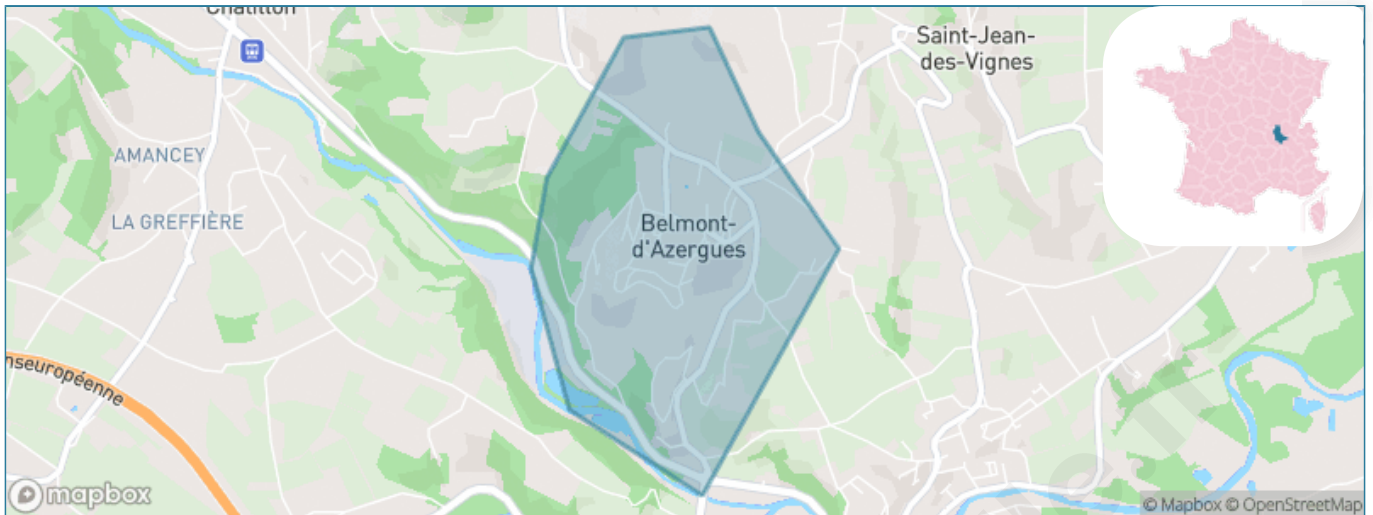 Chatillon
Saint-Jean-
des-Vignes
AMANCEY
LA GREFFIÈRE
Belmont-
d'Azergues
nseuropéenne
mapbox
© Mapbox © OpenStreetMap